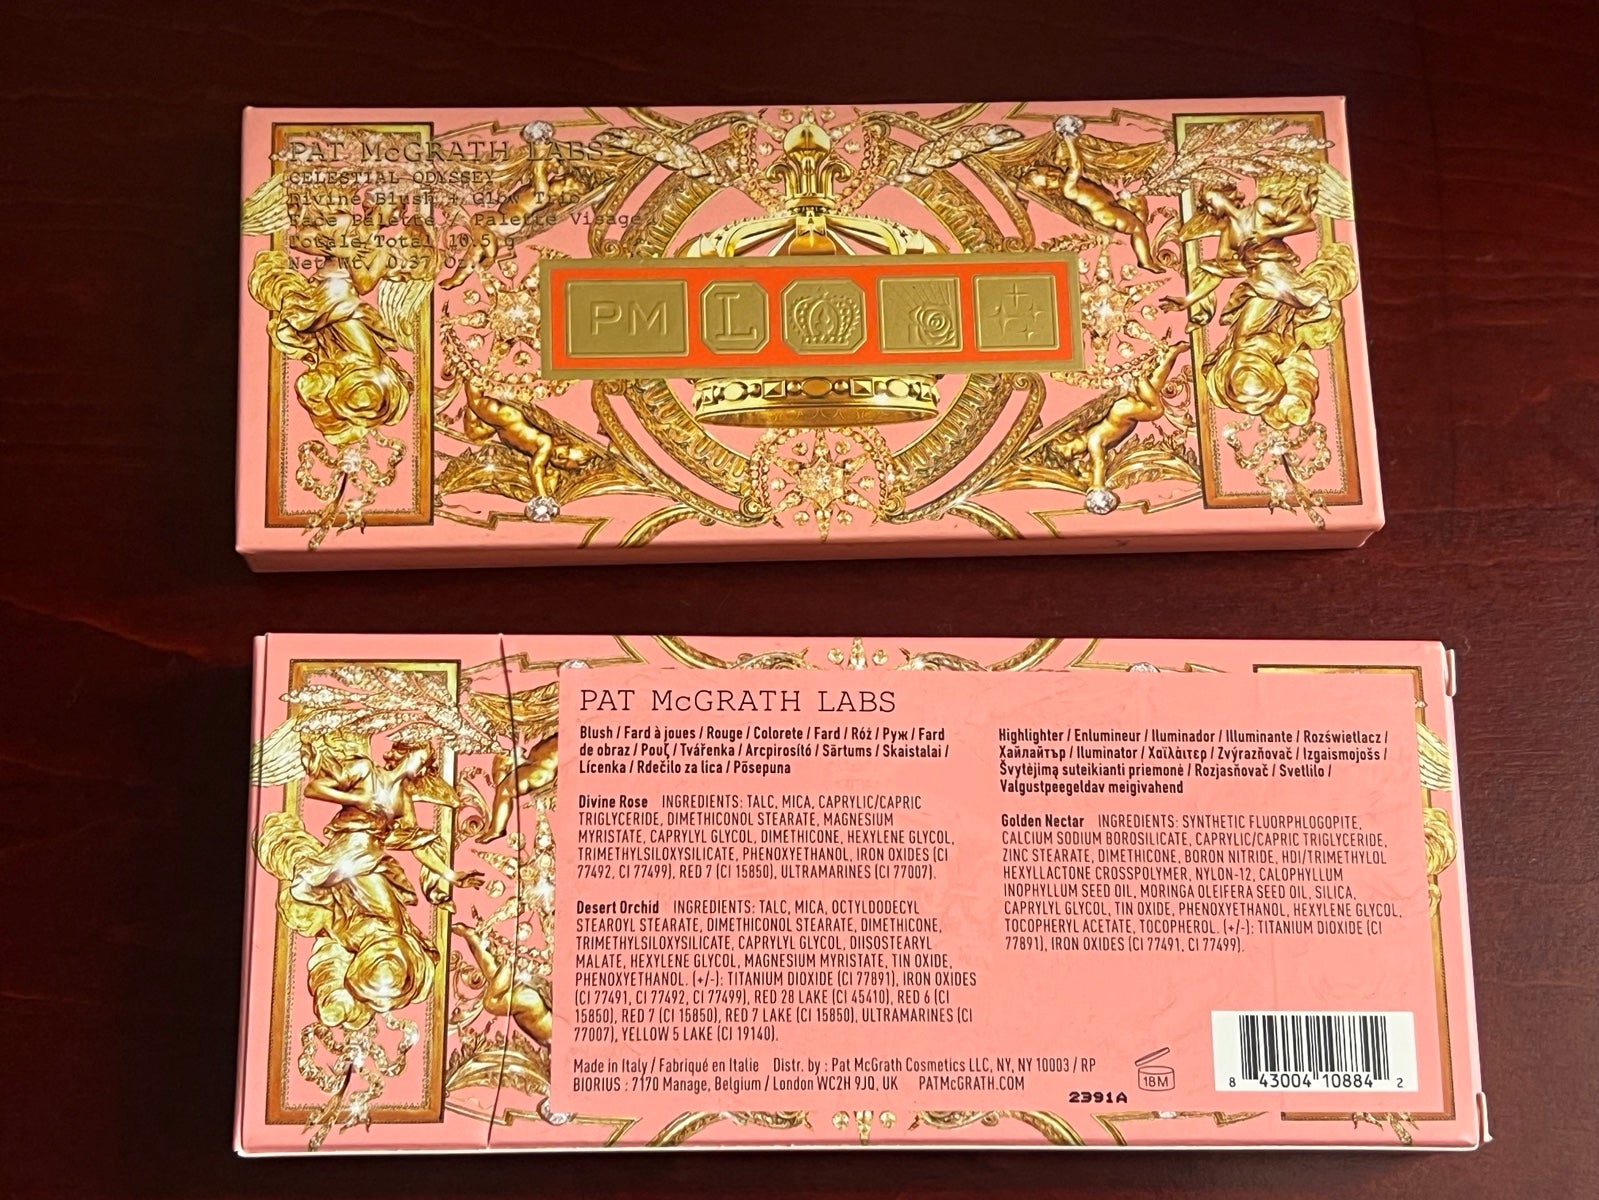 PAT McGRATH LABS
CELESTIAL ODYSSEY
Divine Blush + Glow Trio
Face Palette / Palette Visage
Totale/Total 10.5 g
Net Wt. 0.37 Oz.
PM
L
PAT McGRATH LABS
Blush / Fard à joues / Rouge / Colorete / Fard / Róż / Руж / Fard
de obraz / Ρουζ / Tvářenka / Arcpirosító / Sārtums / Skaistalai /
Lícenka / Rdečilo za lica / Põsepuna
Divine Rose INGREDIENTS: TALC, MICA, CAPRYLIC/CAPRIC
TRIGLYCERIDE, DIMETHICONOL STEARATE, MAGNESIUM
MYRISTATE, CAPRYLYL GLYCOL, DIMETHICONE, HEXYLENE GLYCOL,
TRIMETHYLSILOXYSILICATE, PHENOXYETHANOL, IRON OXIDES (CI
77492, CI 77499), RED 7 (CI 15850), ULTRAMARINES (CI 77007).
Desert Orchid INGREDIENTS: TALC, MICA, OCTYLDODECYL
STEAROYL STEARATE, DIMETHICONOL STEARATE, DIMETHICONE,
TRIMETHYLSILOXYSILICATE, CAPRYLYL GLYCOL, DIISOSTEARYL
MALATE, HEXYLENE GLYCOL, MAGNESIUM MYRISTATE, TIN OXIDE,
PHENOXYETHANOL. (+/-): TITANIUM DIOXIDE (CI 77891), IRON OXIDES
(CI 77491, CI 77492, CI 77499), RED 28 LAKE (CI 45410), RED 6 (CI
15850), RED 7 (CI 15850), RED 7 LAKE (CI 15850), ULTRAMARINES (CI
77007), YELLOW 5 LAKE (CI 19140).
Highlighter / Enlumineur / Iluminador / Illuminante / Rozświetlacz /
Хайлайтър / Iluminator / Χαϊλάιτερ / Zvýrazňovač / Izgaismojošs /
Švytėjimą suteikianti priemonė / Rozjasňovač / Svetlilo /
Valgustpeegeldav meigivahend
Golden Nectar INGREDIENTS: SYNTHETIC FLUORPHLOGOPITE,
CALCIUM SODIUM BOROSILICATE, CAPRYLIC/CAPRIC TRIGLYCERIDE,
ZINC STEARATE, DIMETHICONE, BORON NITRIDE, HDI/TRIMETHYLOL
HEXYLLACTONE CROSSPOLYMER, NYLON-12, CALOPHYLLUM
INOPHYLLUM SEED OIL, MORINGA OLEIFERA SEED OIL, SILICA,
CAPRYLYL GLYCOL, TIN OXIDE, PHENOXYETHANOL, HEXYLENE GLYCOL,
TOCOPHERYL ACETATE, TOCOPHEROL. (+/-): TITANIUM DIOXIDE (CI
77891), IRON OXIDES (CI 77491, CI 77499).
Made in Italy / Fabriqué en Italie Distr. by : Pat McGrath Cosmetics LLC, NY, NY 10003 / RP
BIORIUS : 7170 Manage, Belgium / London WC2H 9JQ, UK PATMcGRATH.COM
2391A
18M
8 43004 10884 2